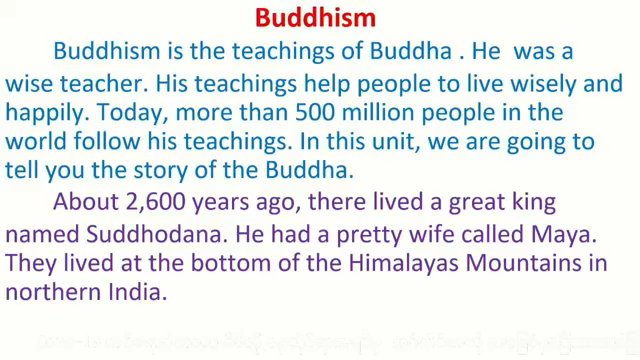 Buddhism
Buddhism is the teachings of Buddha . He was a
wise teacher. His teachings help people to live wisely and
happily. Today, more than 500 million people in the
world follow his teachings. In this unit, we are going to
tell you the story of the Buddha.
About 2,600 years ago, there lived a great king
named Suddhodana. He had a pretty wife called Maya.
They lived at the bottom of the Himalayas Mountains in
northern India.